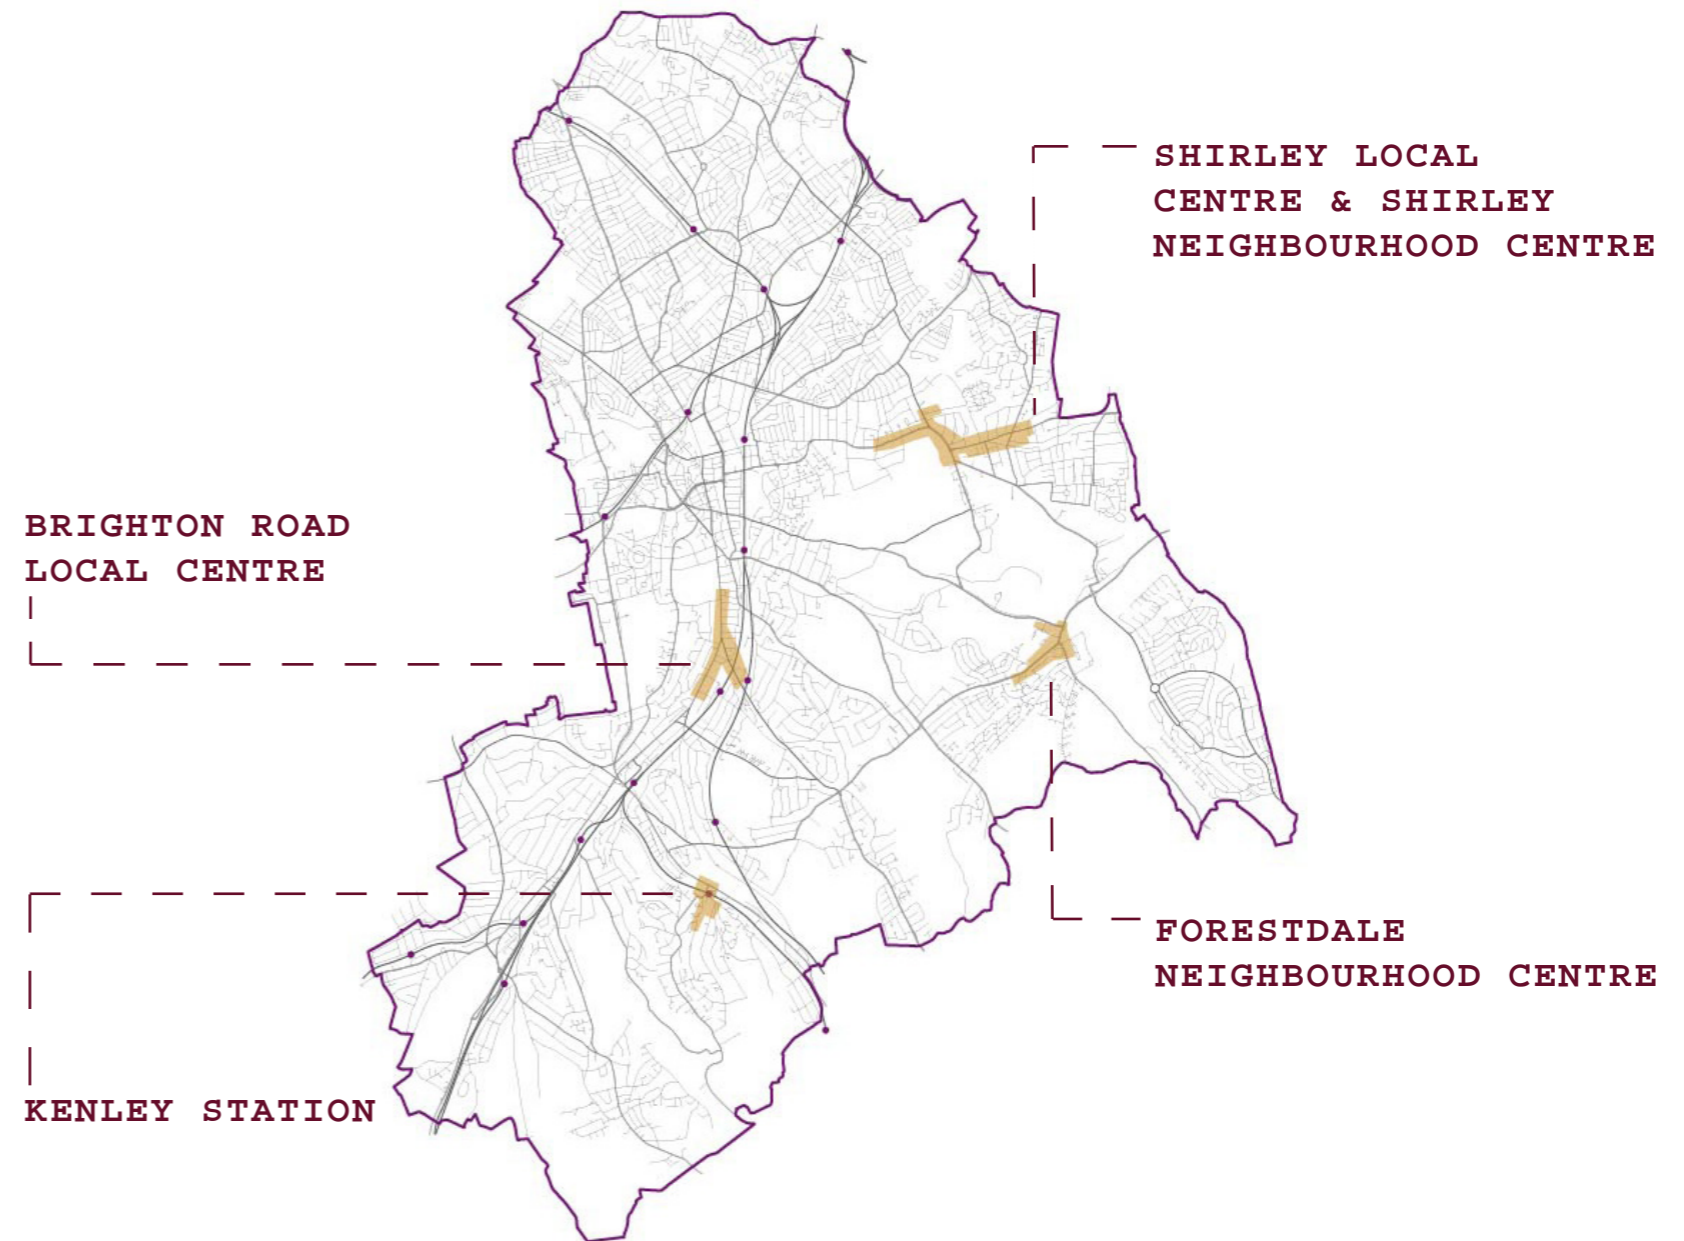 SHIRLEY LOCAL
CENTRE & SHIRLEY
NEIGHBOURHOOD CENTRE
BRIGHTON ROAD
LOCAL CENTRE
FORESTDALE
NEIGHBOURHOOD CENTRE
KENLEY STATION